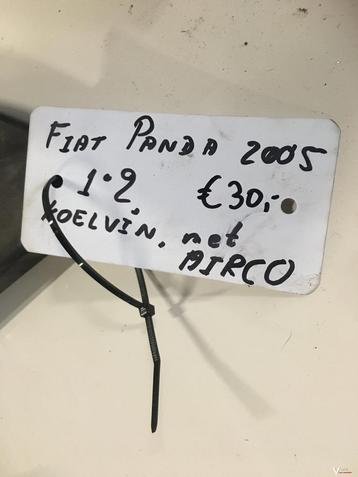 FIAT PANDA 2005
1.2 €30,-
KOELVIN. met
AIRCO